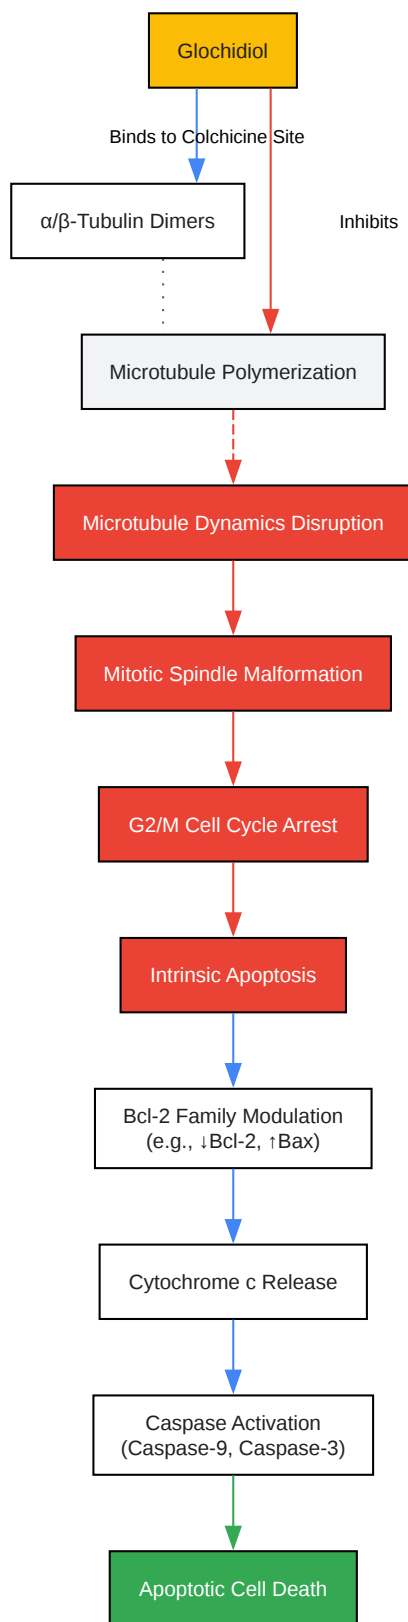 Glochidiol
Binds to Colchicine Site
α/β-Tubulin Dimers
Inhibits
Microtubule Polymerization
Microtubule Dynamics Disruption
Mitotic Spindle Malformation
G2/M Cell Cycle Arrest
Intrinsic Apoptosis
Bcl-2 Family Modulation
(e.g., ↓Bcl-2, ↑Bax)
Cytochrome c Release
Caspase Activation
(Caspase-9, Caspase-3)
Apoptotic Cell Death